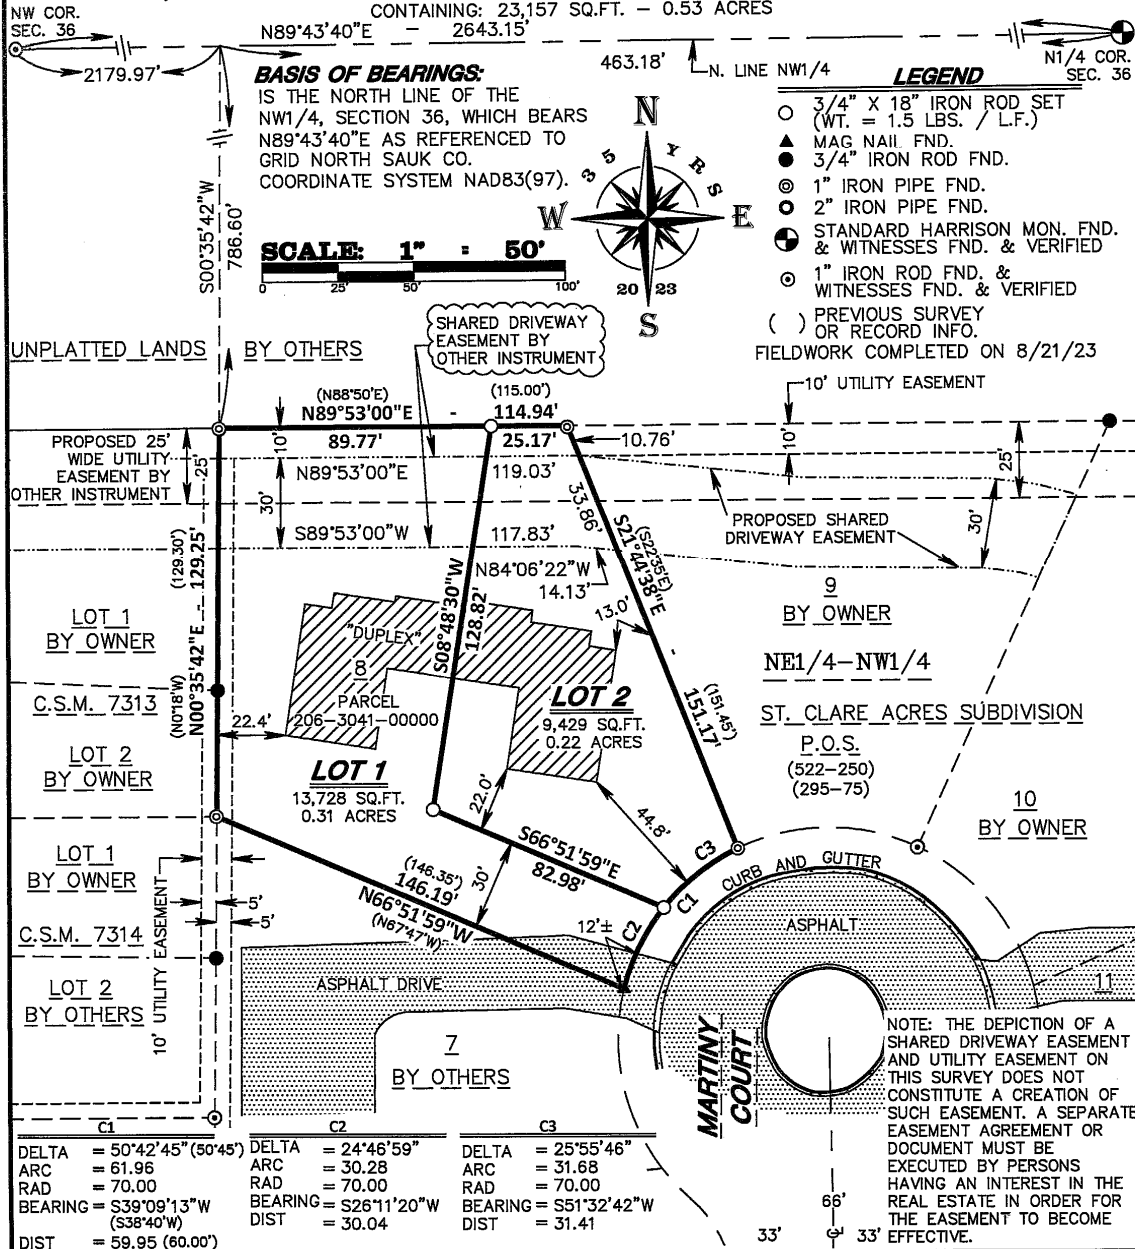 CONTAINING: 23,157 SQ.FT. - 0.53 ACRES
NW COR.
SEC. 36
N89°43'40"E - 2643.15'
2179.97'
463.18'
N. LINE NW1/4
N1/4 COR.
SEC. 36
BASIS OF BEARINGS:
IS THE NORTH LINE OF THE
NW1/4, SECTION 36, WHICH BEARS
N89°43'40"E AS REFERENCED TO
GRID NORTH SAUK CO.
COORDINATE SYSTEM NAD83(97).
S00°35'42"W
786.60'
SCALE: 1" = 50'
0 25' 50' 100'
N
35 YRS
W E
20 23
S
LEGEND
3/4" X 18" IRON ROD SET
(WT. = 1.5 LBS. / L.F.)
MAG NAIL FND.
3/4" IRON ROD FND.
1" IRON PIPE FND.
2" IRON PIPE FND.
STANDARD HARRISON MON. FND.
& WITNESSES FND. & VERIFIED
1" IRON ROD FND. &
WITNESSES FND. & VERIFIED
( ) PREVIOUS SURVEY
OR RECORD INFO.
FIELDWORK COMPLETED ON 8/21/23
SHARED DRIVEWAY
EASEMENT BY
OTHER INSTRUMENT
UNPLATTED LANDS BY OTHERS
10' UTILITY EASEMENT
(N88°50'E) (115.00')
N89°53'00"E - 114.94'
89.77' 25.17'
10.76'
10'
10'
25'
PROPOSED 25'
WIDE UTILITY
EASEMENT BY
OTHER INSTRUMENT
25'
30'
N89°53'00"E 119.03'
S89°53'00"W 117.83'
33.86'
(S22°35'E)
S21°44'38"E - 151.17'
(151.45')
PROPOSED SHARED
DRIVEWAY EASEMENT
30'
N84°06'22"W
14.13'
13.0'
(129.30')
N00°35'42"E - 129.25'
(N0°18'W)
S08°48'30"W
128.82'
9
BY OWNER
NE1/4-NW1/4
ST. CLARE ACRES SUBDIVISION
P.O.S.
(522-250)
(295-75)
10
BY OWNER
LOT 1
BY OWNER
C.S.M. 7313
LOT 2
BY OWNER
"DUPLEX"
8
PARCEL
206-3041-00000
22.4'
LOT 2
9,429 SQ.FT.
0.22 ACRES
LOT 1
13,728 SQ.FT.
0.31 ACRES
22.0'
44.8'
S66°51'59"E
82.98'
C3
C1
C2
CURB AND GUTTER
ASPHALT
LOT 1
BY OWNER
C.S.M. 7314
LOT 2
BY OTHERS
10' UTILITY EASEMENT
5'
5'
(146.35')
146.19'
N66°51'59"W
(N67°47'W)
30'
12'±
ASPHALT DRIVE
7
BY OTHERS
MARTINY
COURT
11
NOTE: THE DEPICTION OF A
SHARED DRIVEWAY EASEMENT
AND UTILITY EASEMENT ON
THIS SURVEY DOES NOT
CONSTITUTE A CREATION OF
SUCH EASEMENT. A SEPARATE
EASEMENT AGREEMENT OR
DOCUMENT MUST BE
EXECUTED BY PERSONS
HAVING AN INTEREST IN THE
REAL ESTATE IN ORDER FOR
THE EASEMENT TO BECOME
EFFECTIVE.
66'
33' 33'
C1
DELTA = 50°42'45" (50°45')
ARC = 61.96
RAD = 70.00
BEARING = S39°09'13"W
(S38°40'W)
DIST = 59.95 (60.00')
C2
DELTA = 24°46'59"
ARC = 30.28
RAD = 70.00
BEARING = S26°11'20"W
DIST = 30.04
C3
DELTA = 25°55'46"
ARC = 31.68
RAD = 70.00
BEARING = S51°32'42"W
DIST = 31.41